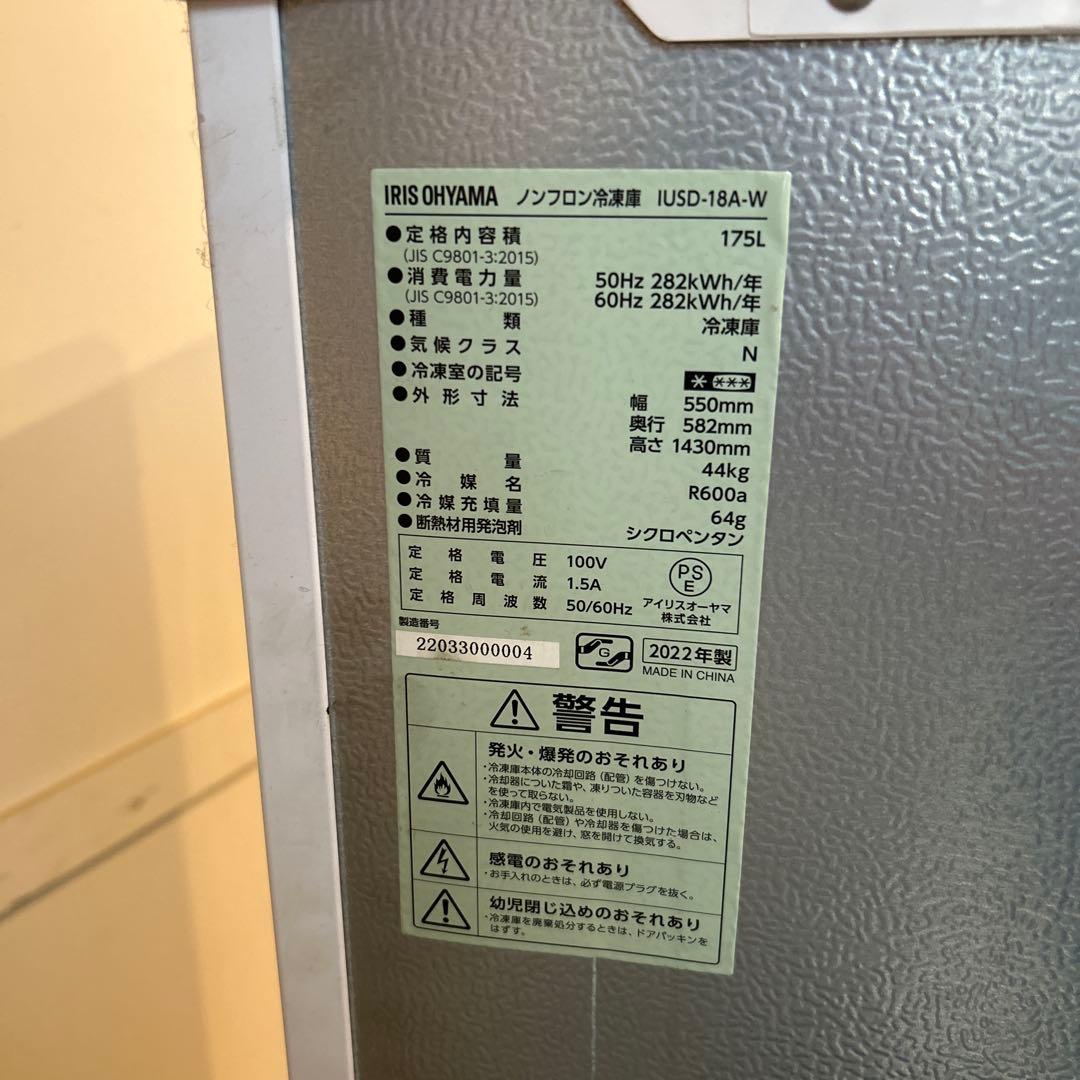 IRIS OHYAMA ノンフロン冷凍庫 IUSD-18A-W
●定格内容積 175L
(JIS C9801-3:2015)
●消費電力量 50Hz 282kWh/年
(JIS C9801-3:2015) 60Hz 282kWh/年
●種類 冷凍庫
●気候クラス N
●冷凍室の記号 * ***
●外形寸法 幅 550mm
奥行 582mm
高さ 1430mm
●質量 44kg
●冷媒名 R600a
●冷媒充填量 64g
●断熱材用発泡剤 シクロペンタン
定格電圧 100V
定格電流 1.5A
定格周波数 50/60Hz
PS
E
アイリスオーヤマ
株式会社
製造番号
22033000004
G
2022年製
MADE IN CHINA
警告
発火・爆発のおそれあり
・冷凍庫本体の冷却回路(配管)を傷つけない。
・冷却器についた霜や、凍りついた容器を刃物など
を使って取らない。
・冷凍庫内で電気製品を使用しない。
・冷却回路(配管)や冷却器を傷つけた場合は、
火気の使用を避け、窓を開けて換気する。
感電のおそれあり
・お手入れのときは、必ず電源プラグを抜く。
幼児閉じ込めのおそれあり
・冷凍庫を廃棄処分するときは、ドアパッキンを
はずす。